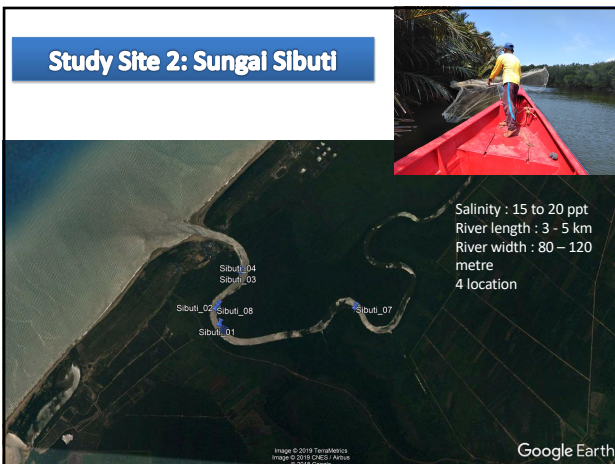 Study Site 2: Sungai Sibuti
Salinity : 15 to 20 ppt
River length : 3 - 5 km
River width : 80 – 120
metre
4 location
Sibuti_04
Sibuti_03
Sibuti_02
Sibuti_08
Sibuti_07
Sibuti_01
Image © 2019 TerraMetrics
Image © 2019 CNES / Airbus
Google Earth